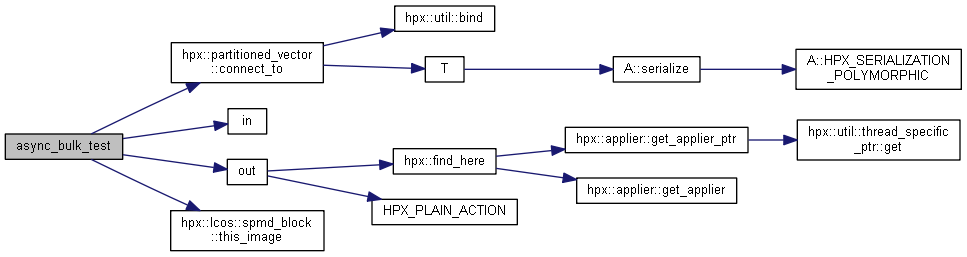 async_bulk_test
hpx::partitioned_vector
::connect_to
in
out
hpx::lcos::spmd_block
::this_image
hpx::util::bind
T
hpx::find_here
HPX_PLAIN_ACTION
A::serialize
hpx::applier::get_applier_ptr
hpx::applier::get_applier
A::HPX_SERIALIZATION
_POLYMORPHIC
hpx::util::thread_specific
_ptr::get